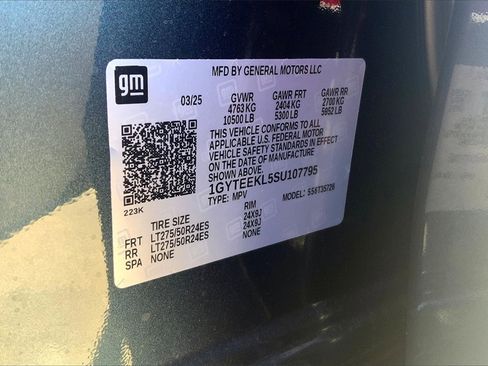 gm
MFD BY GENERAL MOTORS LLC
03/25 GVWR GAWR FRT GAWR RR
4763 KG 2404 KG 2700 KG
10500 LB 5300 LB 5952 LB
THIS VEHICLE CONFORMS TO ALL
APPLICABLE U.S. FEDERAL MOTOR
VEHICLE SAFETY STANDARDS IN EFFECT
ON THE DATE OF MANUFACTURE
SHOWN ABOVE.
1GYTEEKL5SU107795
TYPE: MPV MODEL:
223K
TIRE SIZE RIM
FRT LT275/50R24ES 24X9J
RR LT275/50R24ES 24X9J
SPA NONE NONE